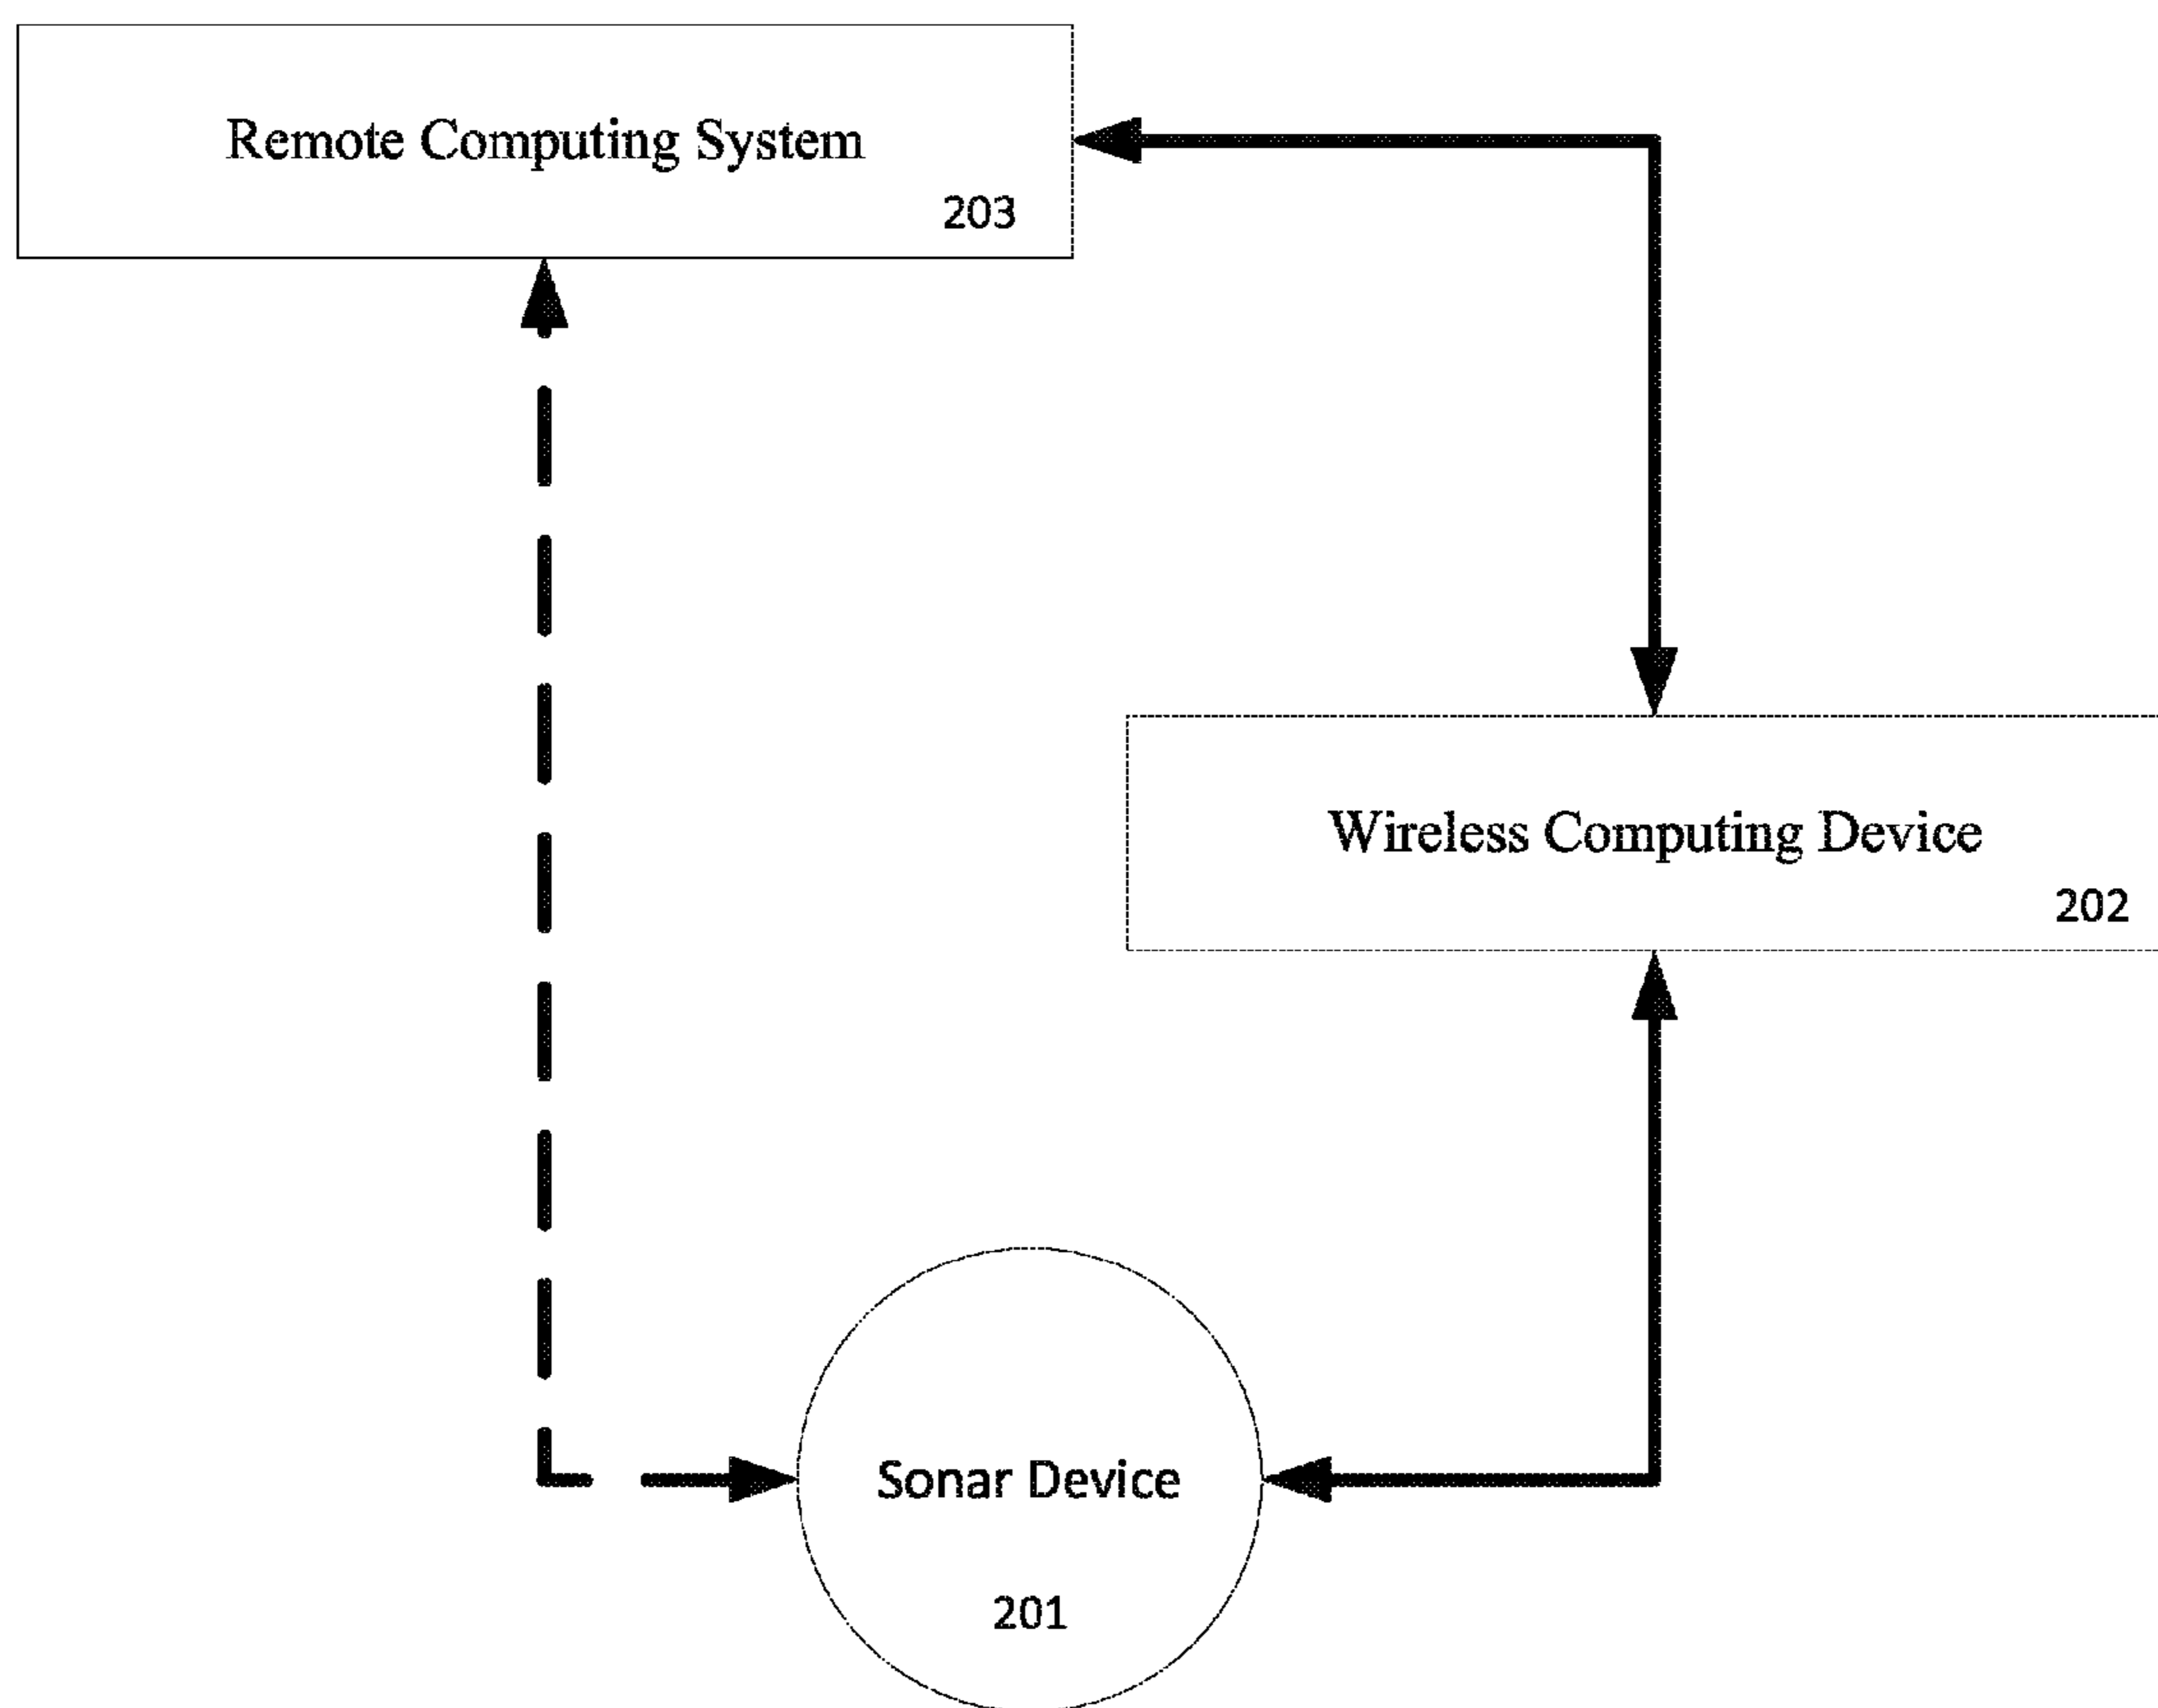 Remote Computing System
203
Wireless Computing Device
202
Sonar Device
201